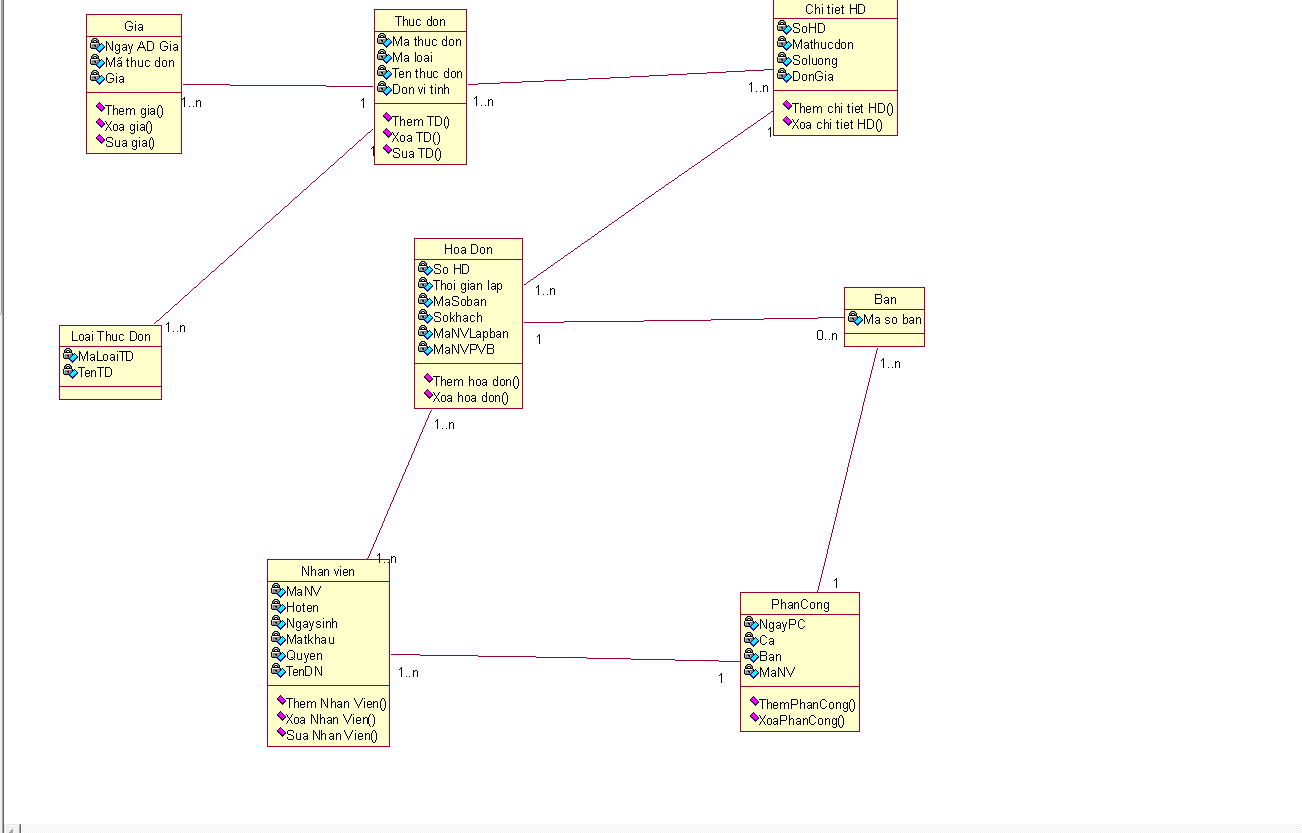 Gia
Ngay AD Gia
Mã thuc don
Gia
Them gia()
Xoa gia()
Sua gia()
1..n
1
Thuc don
Ma thuc don
Ma loai
Ten thuc don
Don vi tinh
Them TD()
Xoa TD()
Sua TD()
1..n
1
Chi tiet HD
SoHD
Mathucdon
Soluong
DonGia
Them chi tiet HD()
Xoa chi tiet HD()
1..n
1
Hoa Don
So HD
Thoi gian lap
MaSoban
Sokhach
MaNVLapban
MaNVPVB
Them hoa don()
Xoa hoa don()
1..n
1
1..n
Ban
Ma so ban
0..n
1..n
Loai Thuc Don
MaLoaiTD
TenTD
1..n
Nhan vien
MaNV
Hoten
Ngaysinh
Matkhau
Quyen
TenDN
Them Nhan Vien()
Xoa Nhan Vien()
Sua Nhan Vien()
1..n
1..n
PhanCong
NgayPC
Ca
Ban
MaNV
ThemPhanCong()
XoaPhanCong()
1
1